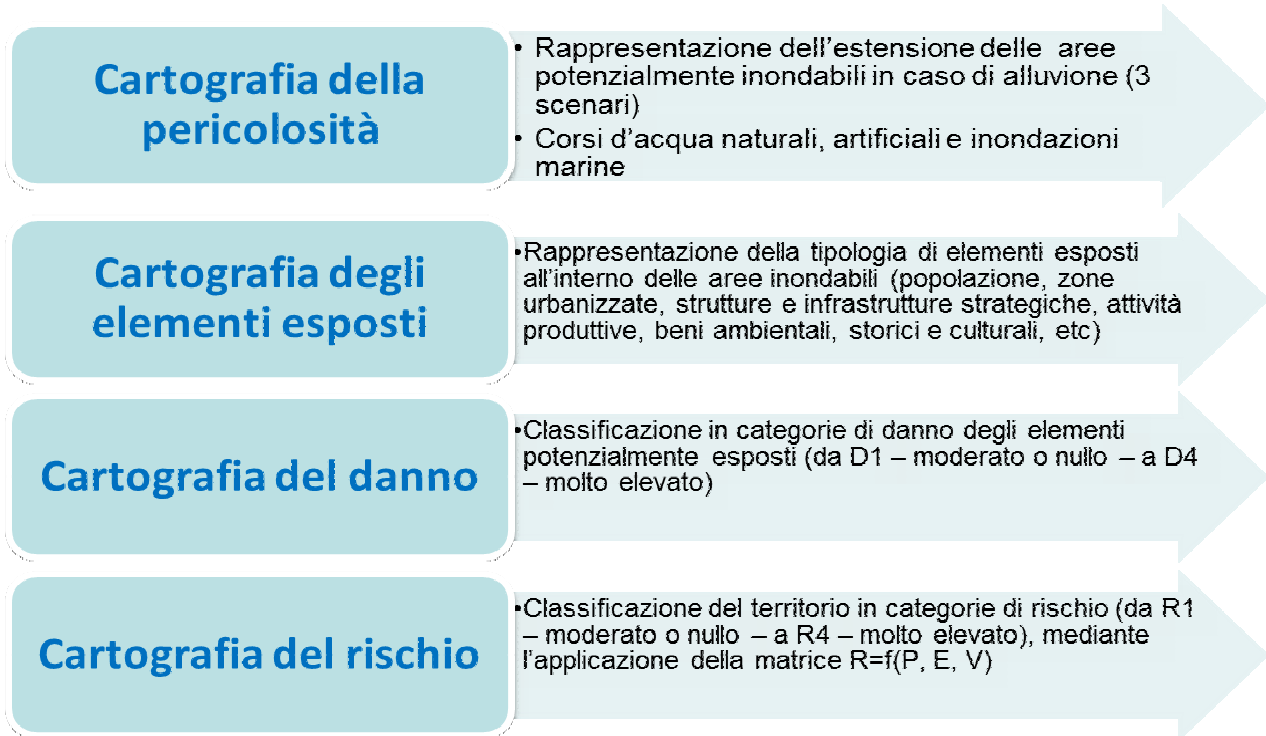 Cartografia della
pericolosità
• Rappresentazione dell'estensione delle aree
potenzialmente inondabili in caso di alluvione (3
scenari)
• Corsi d'acqua naturali, artificiali e inondazioni
marine
Cartografia degli
elementi esposti
•Rappresentazione della tipologia di elementi esposti
all'interno delle aree inondabili (popolazione, zone
urbanizzate, strutture e infrastrutture strategiche, attività
produttive, beni ambientali, storici e culturali, etc)
Cartografia del danno
•Classificazione in categorie di danno degli elementi
potenzialmente esposti (da D1 – moderato o nullo – a D4
– molto elevato)
Cartografia del rischio
•Classificazione del territorio in categorie di rischio (da R1
– moderato o nullo – a R4 – molto elevato), mediante
l'applicazione della matrice R=f(P, E, V)